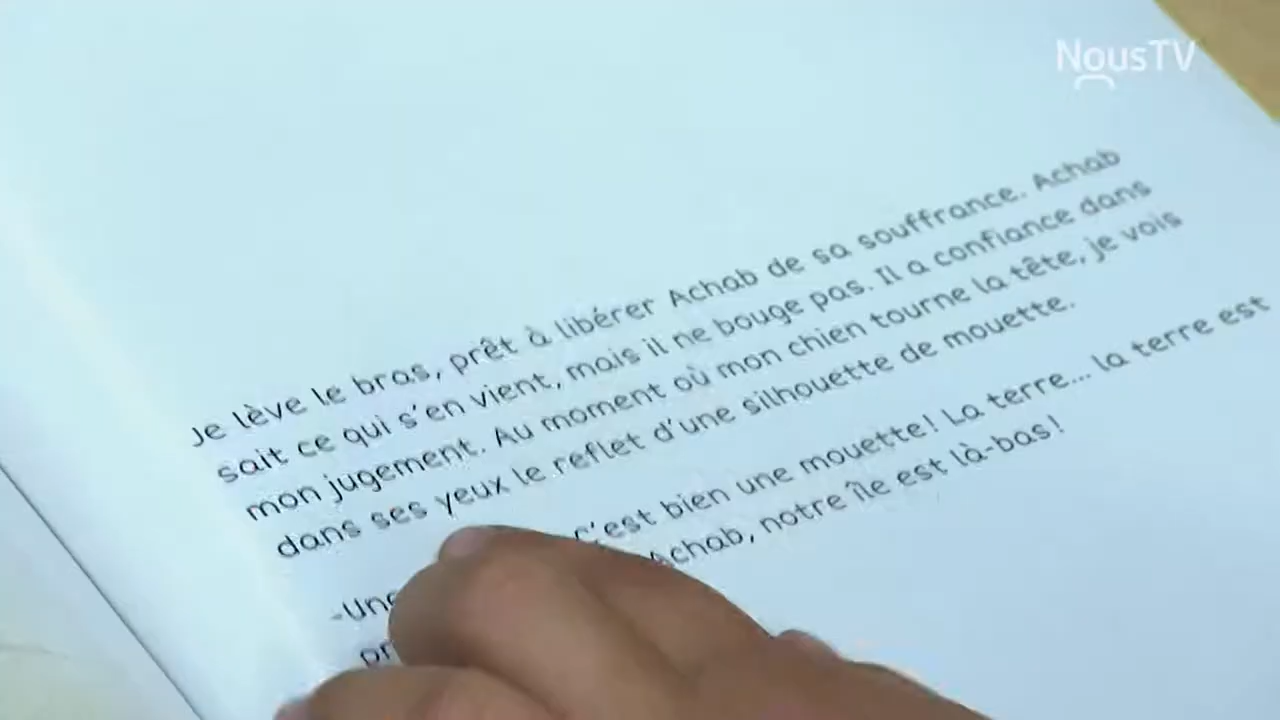 NousTV
Je lève le bras, prêt à libérer Achab de sa souffrance. Achab
sait ce qui s'en vient, mais il ne bouge pas. Il a confiance dans
mon jugement. Au moment où mon chien tourne la tête, je vois
dans ses yeux le reflet d'une silhouette de mouette.
C'est bien une mouette! La terre... la terre est
Achab, notre île est là-bas!